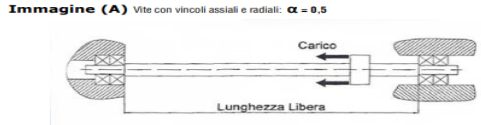 Immagine (A) Vite con vincoli assiali e radiali: α = 0,5
Carico
Lunghezza Libera